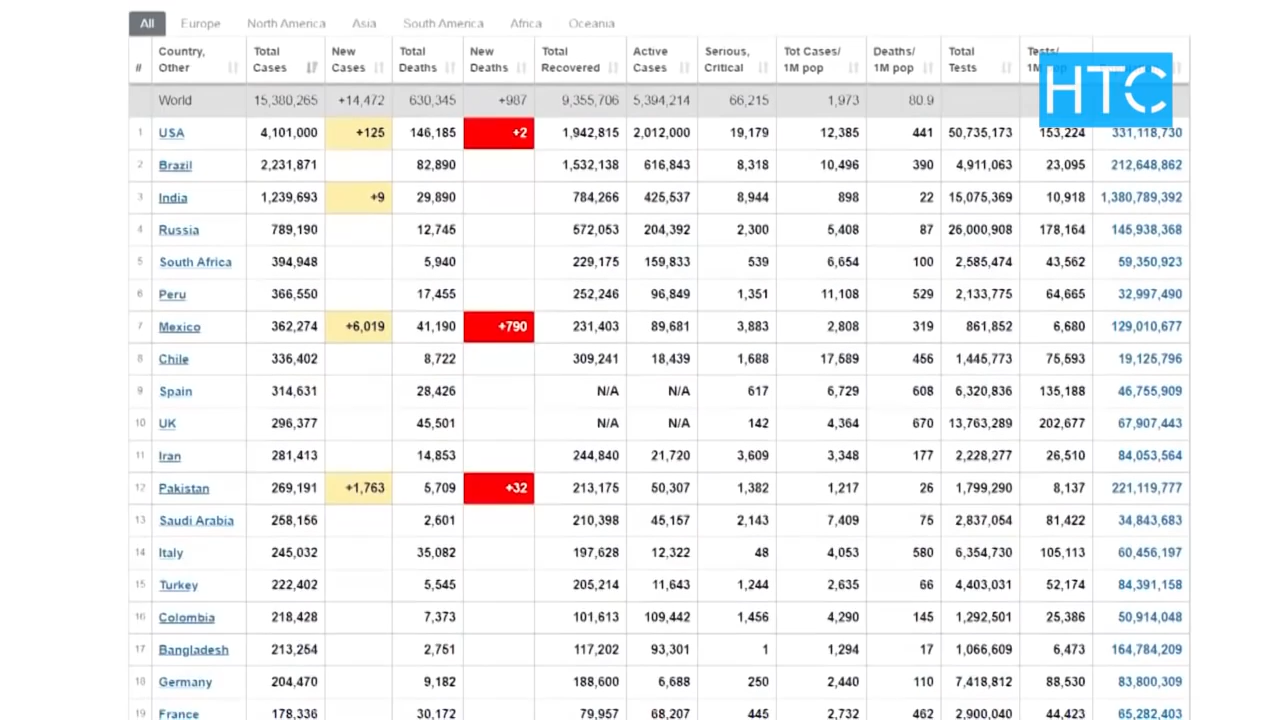 All Europe North America Asia South America Africa Oceania
# Country, Other Total Cases New Cases Total Deaths New Deaths Total Recovered Active Cases Serious, Critical Tot Cases/ 1M pop Deaths/ 1M pop Total Tests Tests/
HTC
World 15,380,265 +14,472 630,345 +987 9,355,706 5,394,214 66,215 1,973 80.9
1 USA 4,101,000 +125 146,185 +2 1,942,815 2,012,000 19,179 12,385 441 50,735,173 153,224 331,118,730
2 Brazil 2,231,871 82,890 1,532,138 616,843 8,318 10,496 390 4,911,063 23,095 212,648,862
3 India 1,239,693 +9 29,890 784,266 425,537 8,944 898 22 15,075,369 10,918 1,380,789,392
4 Russia 789,190 12,745 572,053 204,392 2,300 5,408 87 26,000,908 178,164 145,938,368
5 South Africa 394,948 5,940 229,175 159,833 539 6,654 100 2,585,474 43,562 59,350,923
6 Peru 366,550 17,455 252,246 96,849 1,351 11,108 529 2,133,775 64,665 32,997,490
7 Mexico 362,274 +6,019 41,190 +790 231,403 89,681 3,883 2,808 319 861,852 6,680 129,010,677
8 Chile 336,402 8,722 309,241 18,439 1,688 17,589 456 1,445,773 75,593 19,125,796
9 Spain 314,631 28,426 N/A N/A 617 6,729 608 6,320,836 135,188 46,755,909
10 UK 296,377 45,501 N/A N/A 142 4,364 670 13,763,289 202,677 67,907,443
11 Iran 281,413 14,853 244,840 21,720 3,609 3,348 177 2,228,277 26,510 84,053,564
12 Pakistan 269,191 +1,763 5,709 +32 213,175 50,307 1,382 1,217 26 1,799,290 8,137 221,119,777
13 Saudi Arabia 258,156 2,601 210,398 45,157 2,143 7,409 75 2,837,054 81,422 34,843,683
14 Italy 245,032 35,082 197,628 12,322 48 4,053 580 6,354,730 105,113 60,456,197
15 Turkey 222,402 5,545 205,214 11,643 1,244 2,635 66 4,403,031 52,174 84,391,158
16 Colombia 218,428 7,373 101,613 109,442 1,456 4,290 145 1,292,501 25,386 50,914,048
17 Bangladesh 213,254 2,751 117,202 93,301 1 1,294 17 1,066,609 6,473 164,784,209
18 Germany 204,470 9,182 188,600 6,688 250 2,440 110 7,418,812 88,530 83,800,309
19 France 178,336 30,172 79,957 68,207 445 2,732 462 2,900,040 44,423 65,282,403